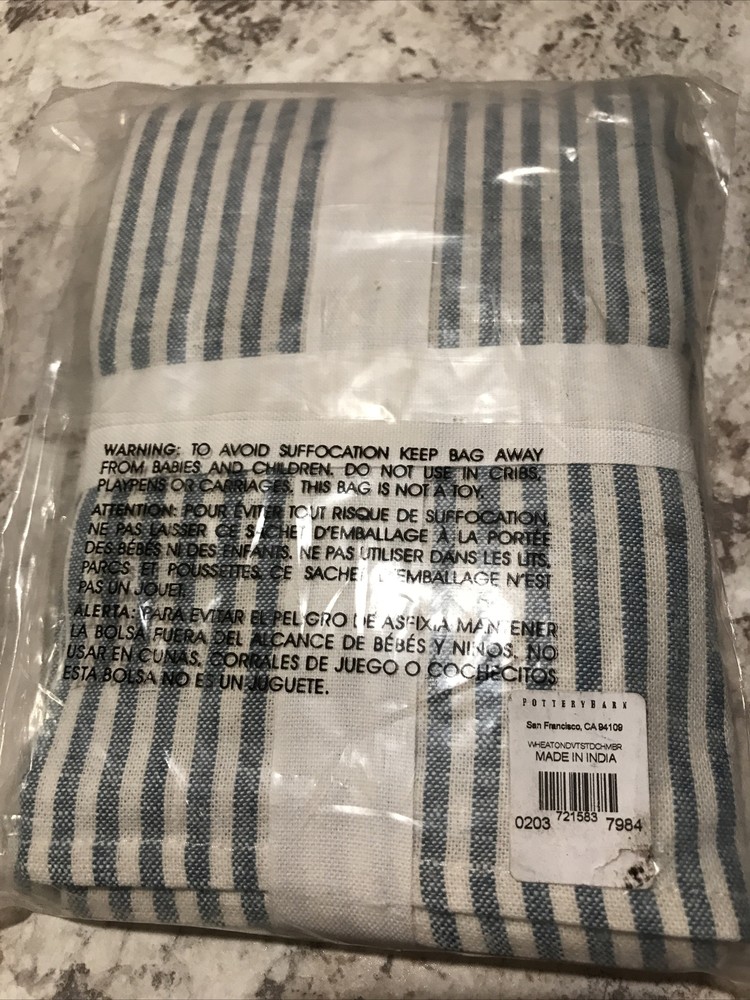 WARNING: TO AVOID SUFFOCATION KEEP BAG AWAY
FROM BABIES AND CHILDREN. DO NOT USE IN CRIBS,
PLAYPENS OR CARRIAGES. THIS BAG IS NOT A TOY.
ATTENTION: POUR ÉVITER TOUT RISQUE DE SUFFOCATION,
NE PAS LAISSER CE SACHET D'EMBALLAGE À LA PORTÉE
DES BÉBÉS NI DES ENFANTS. NE PAS UTILISER DANS LES LITS,
PARCS ET POUSSETTES. CE SACHET D'EMBALLAGE N'EST
PAS UN JOUET.
ALERTA: PARA EVITAR EL PELIGRO DE ASFIXIA MANTENER
LA BOLSA FUERA DEL ALCANCE DE BÉBÉS Y NIÑOS. NO
USAR EN CUNAS, CORRALES DE JUEGO O COCHECITOS
ESTA BOLSA NO ES UN JUGUETE.
POTTERY BARN
San Francisco, CA 94109
WHEATONDVTSTDCHMBR
MADE IN INDIA
0203 721583 7984